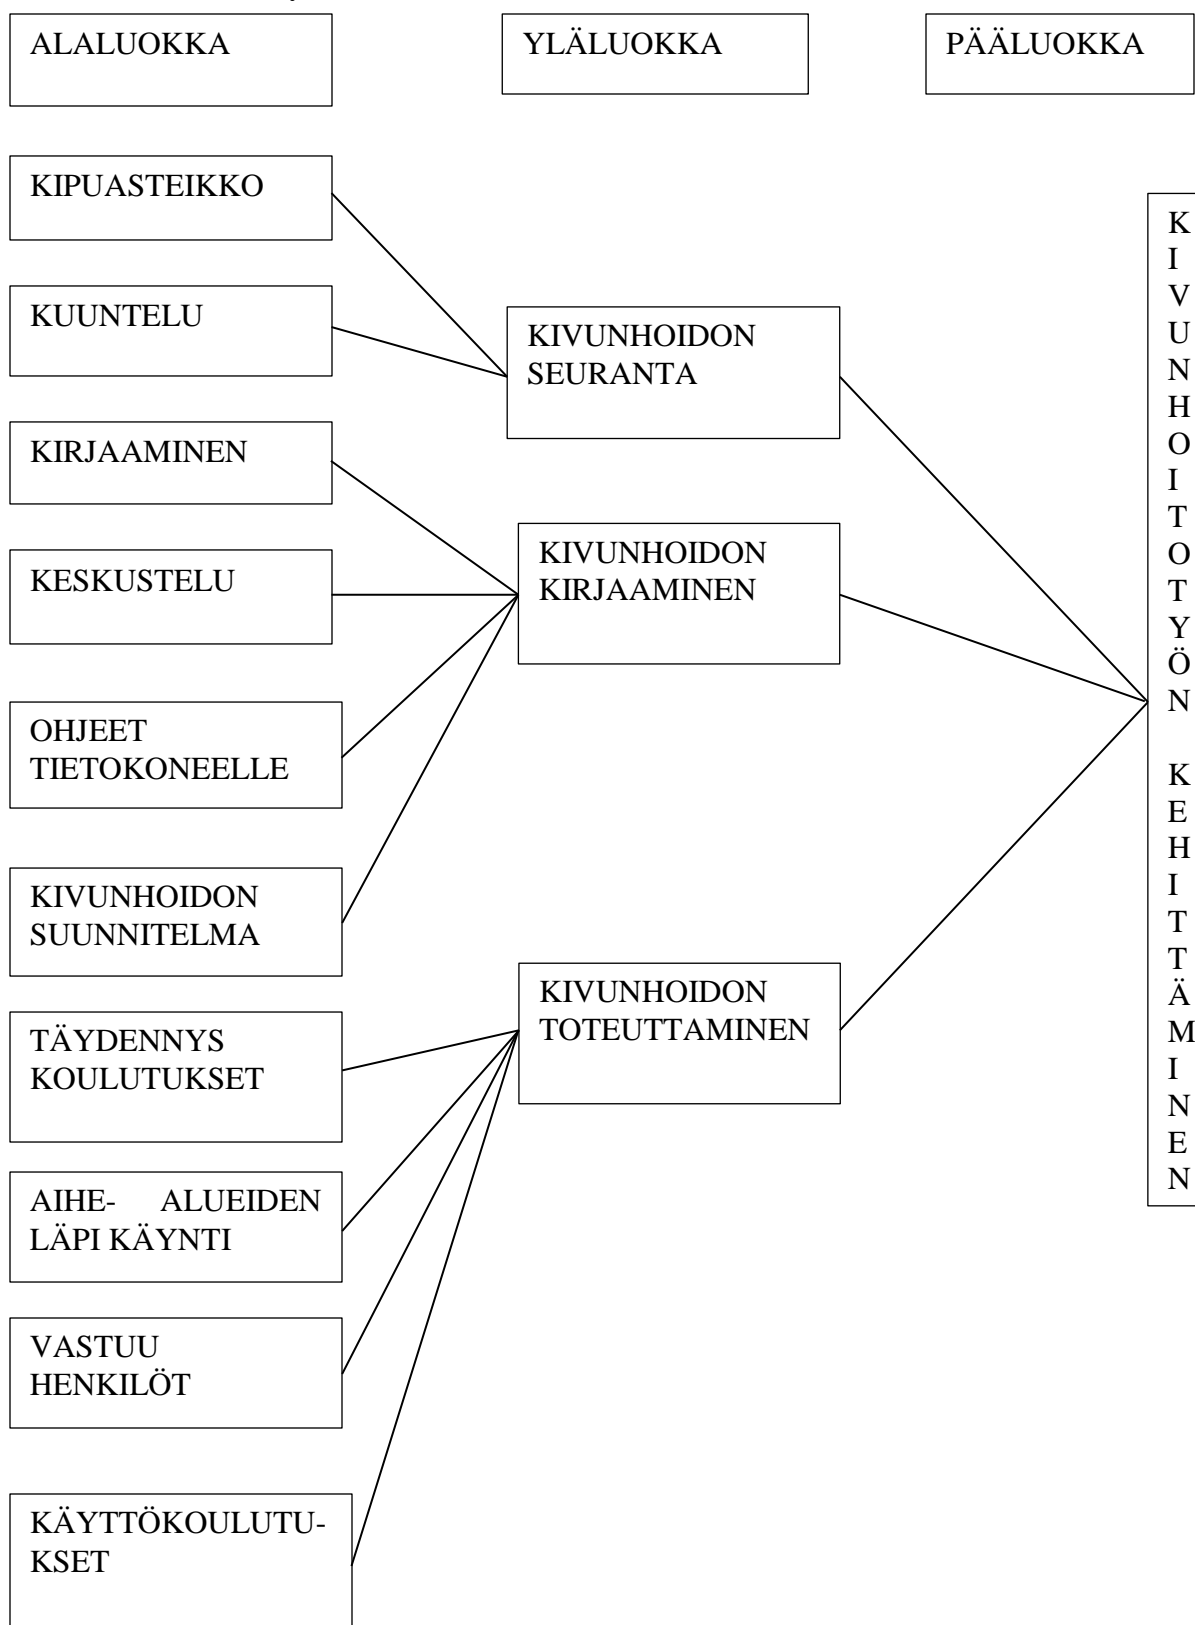 ALALUOKKA
YLÄLUOKKA
PÄÄLUOKKA
KIPUASTEIKKO
KUUNTELU
KIRJAAMINEN
KESKUSTELU
OHJEET
TIETOKONEELLE
KIVUNHOIDON
SUUNNITELMA
TÄYDENNYS
KOULUTUKSET
AIHE- ALUEIDEN
LÄPI KÄYNTI
VASTUU
HENKILÖT
KÄYTTÖKOULUTU-
KSET
KIVUNHOIDON
SEURANTA
KIVUNHOIDON
KIRJAAMINEN
KIVUNHOIDON
TOTEUTTAMINEN
K
I
V
U
N
H
O
I
T
O
T
Y
Ö
N
K
E
H
I
T
T
Ä
M
I
N
E
N